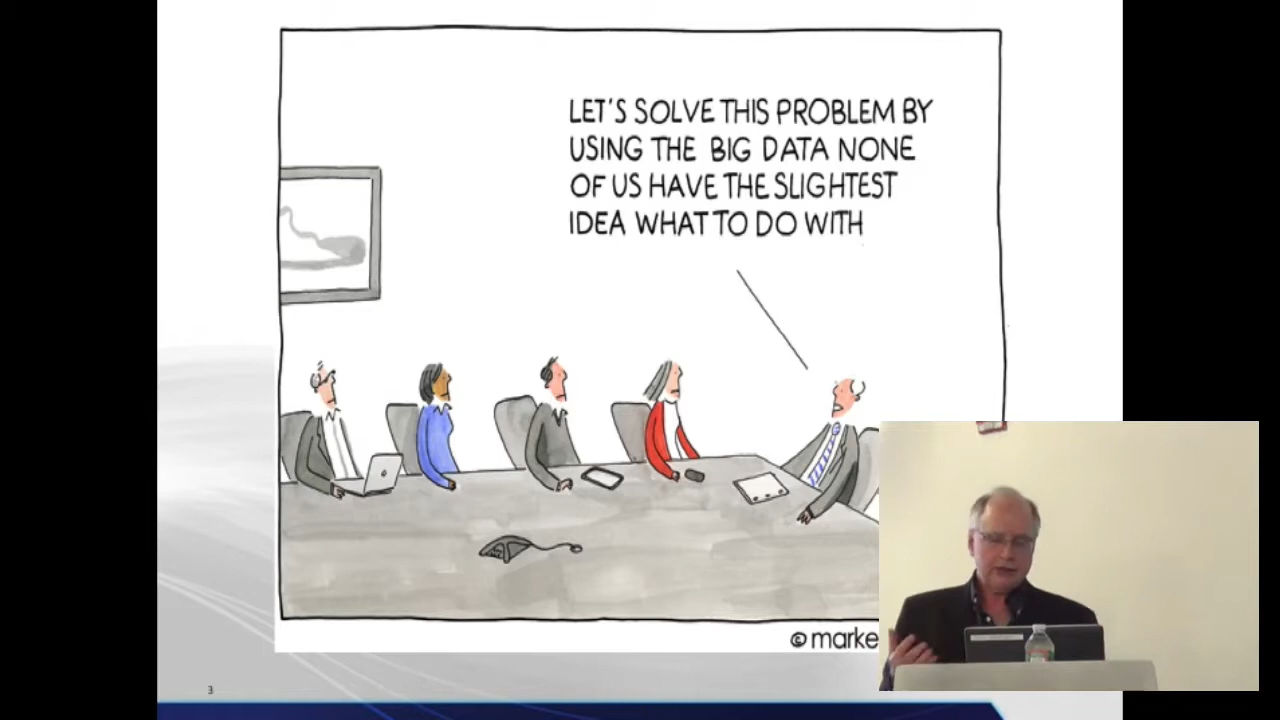 LET'S SOLVE THIS PROBLEM BY
USING THE BIG DATA NONE
OF US HAVE THE SLIGHTEST
IDEA WHAT TO DO WITH
© marke
3